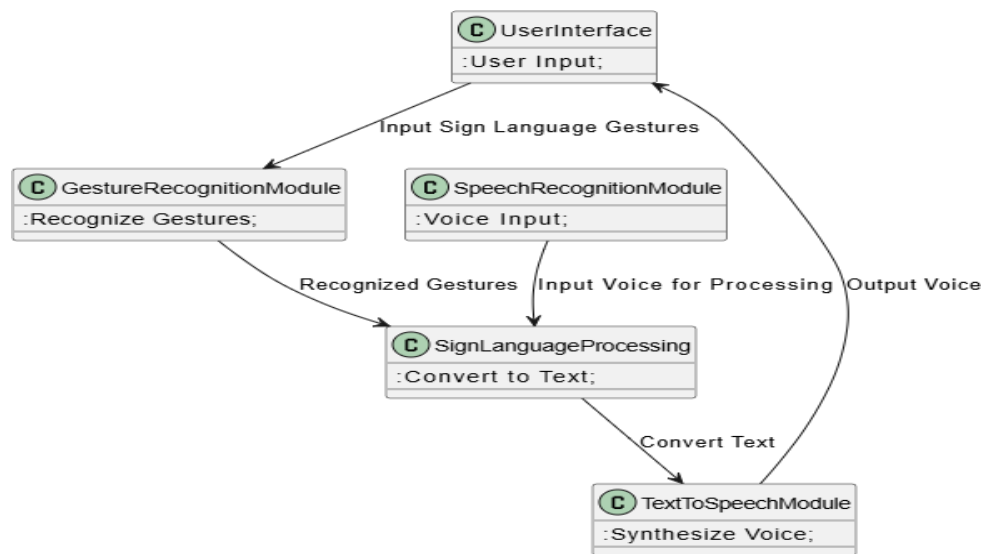 C UserInterface
:User Input;
Input Sign Language Gestures
C GestureRecognitionModule
:Recognize Gestures;
C SpeechRecognitionModule
:Voice Input;
Recognized Gestures
Input Voice for Processing
Output Voice
C SignLanguageProcessing
:Convert to Text;
Convert Text
C TextToSpeechModule
:Synthesize Voice;